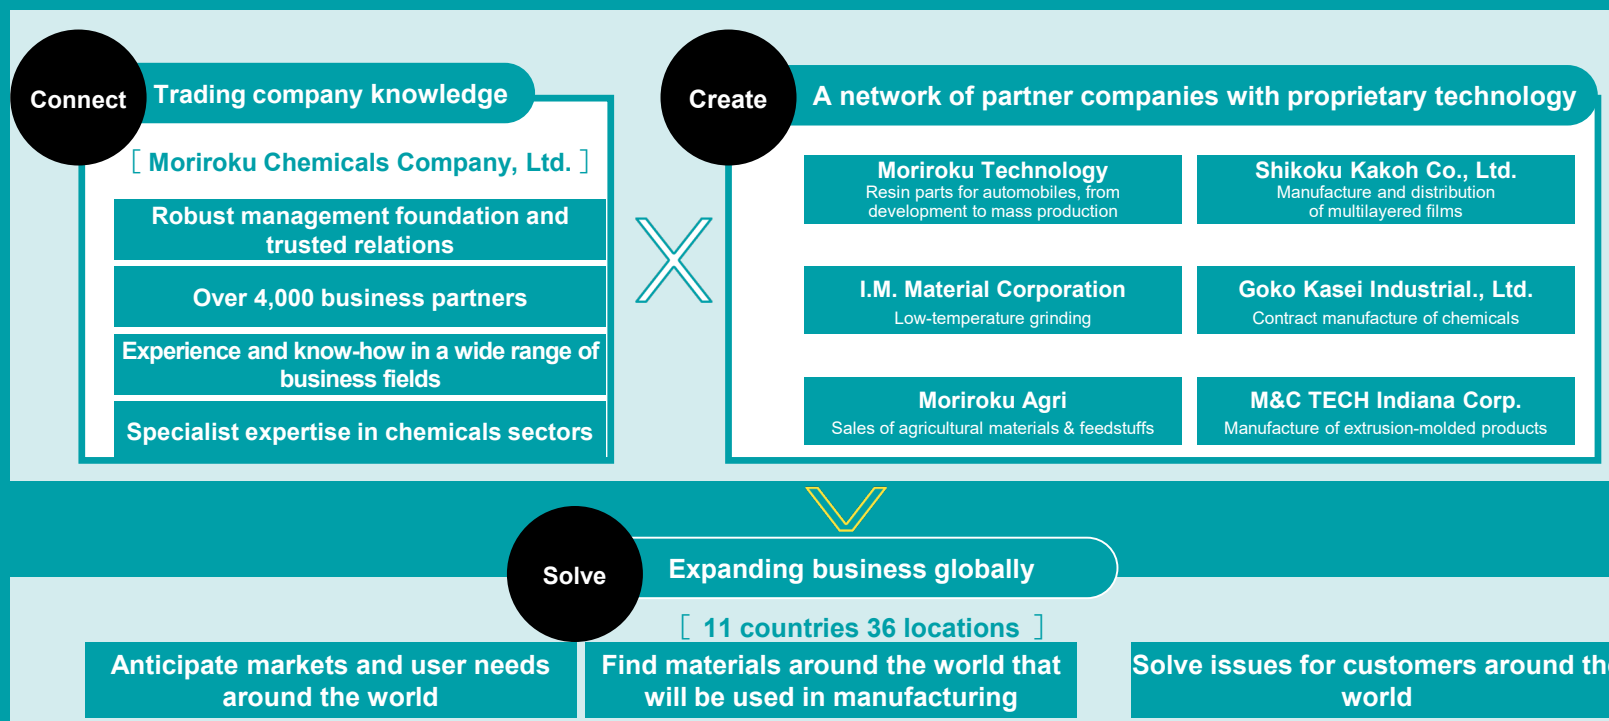 Connect
Trading company knowledge
[ Moriroku Chemicals Company, Ltd. ]
Robust management foundation and
trusted relations
Over 4,000 business partners
Experience and know-how in a wide range of
business fields
Specialist expertise in chemicals sectors
X
Create
A network of partner companies with proprietary technology
Moriroku Technology
Resin parts for automobiles, from
development to mass production
Shikoku Kakoh Co., Ltd.
Manufacture and distribution
of multilayered films
I.M. Material Corporation
Low-temperature grinding
Goko Kasei Industrial., Ltd.
Contract manufacture of chemicals
Moriroku Agri
Sales of agricultural materials & feedstuffs
M&C TECH Indiana Corp.
Manufacture of extrusion-molded products
Solve
Expanding business globally
[ 11 countries 36 locations ]
Anticipate markets and user needs
around the world
Find materials around the world that
will be used in manufacturing
Solve issues for customers around the
world